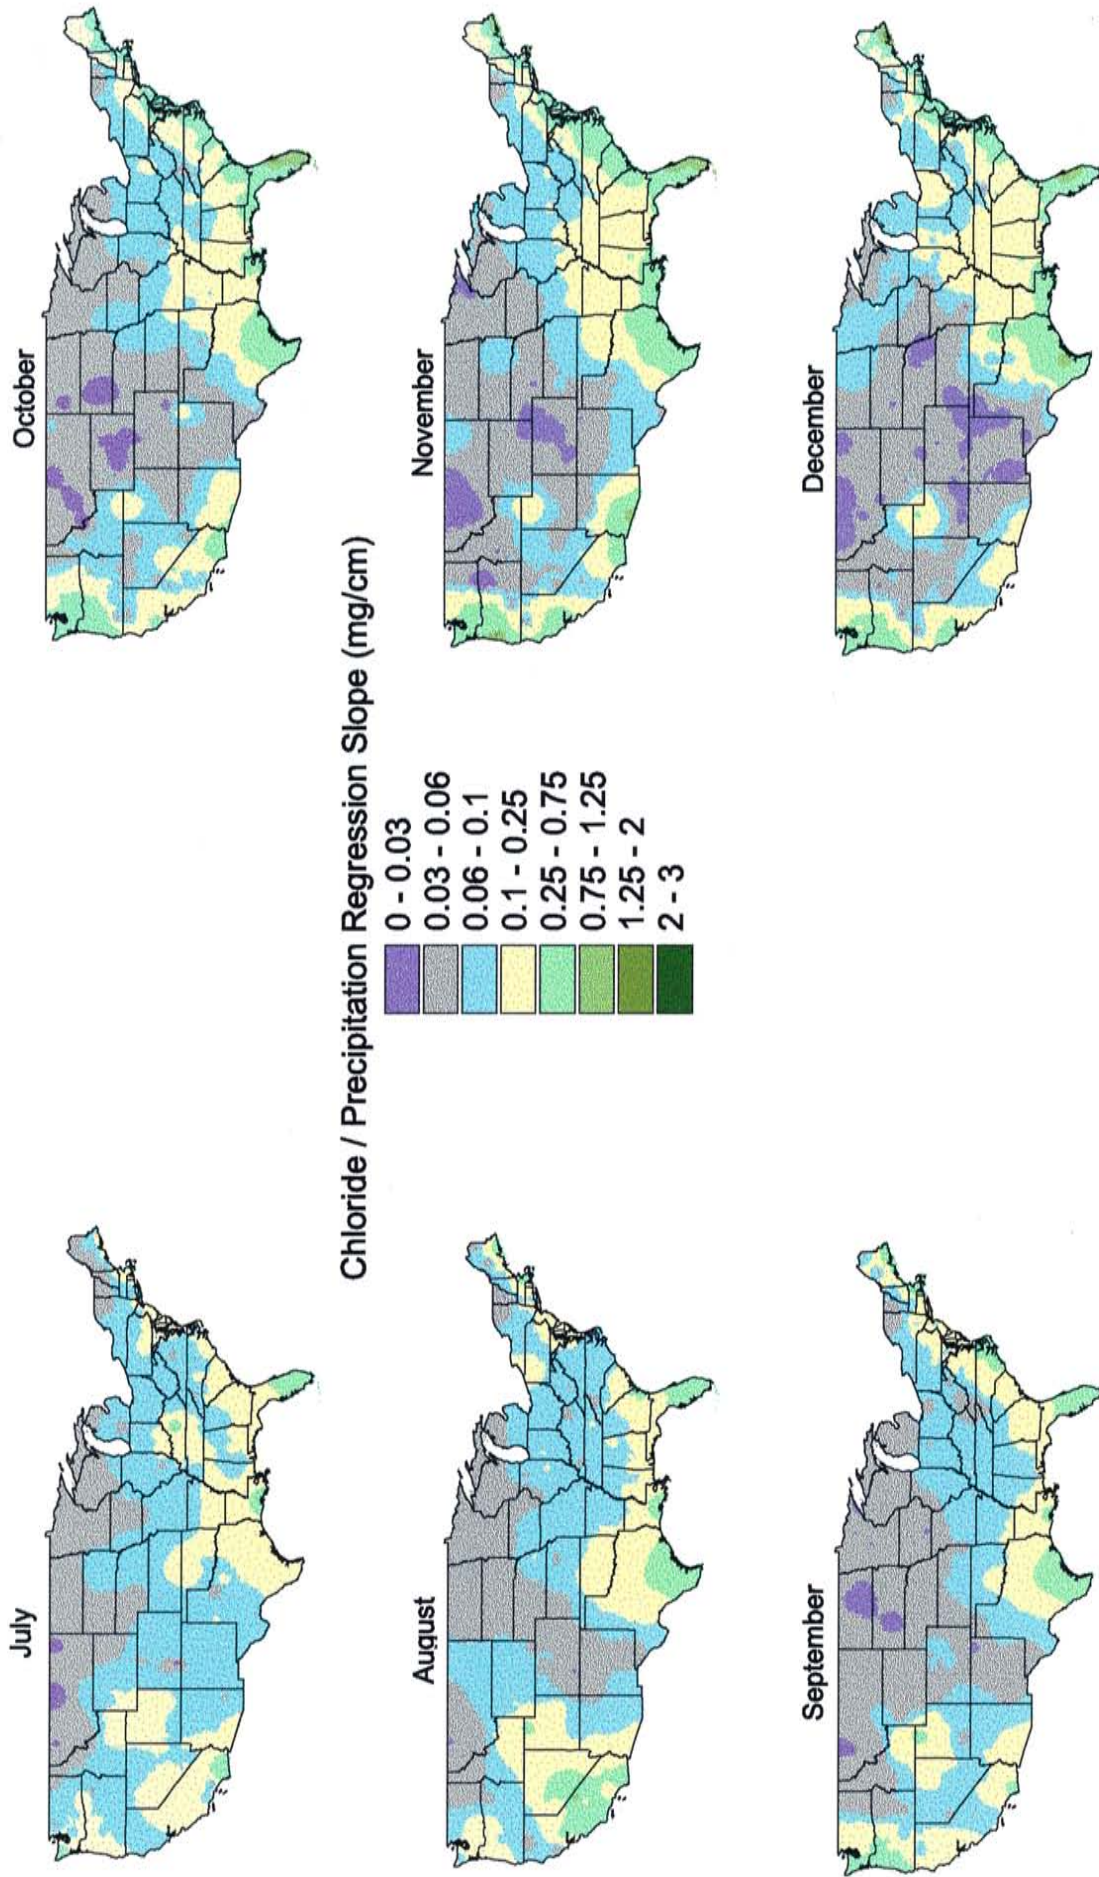 July
October
August
November
September
December
Chloride / Precipitation Regression Slope (mg/cm)
0 - 0.03
0.03 - 0.06
0.06 - 0.1
0.1 - 0.25
0.25 - 0.75
0.75 - 1.25
1.25 - 2
2 - 3